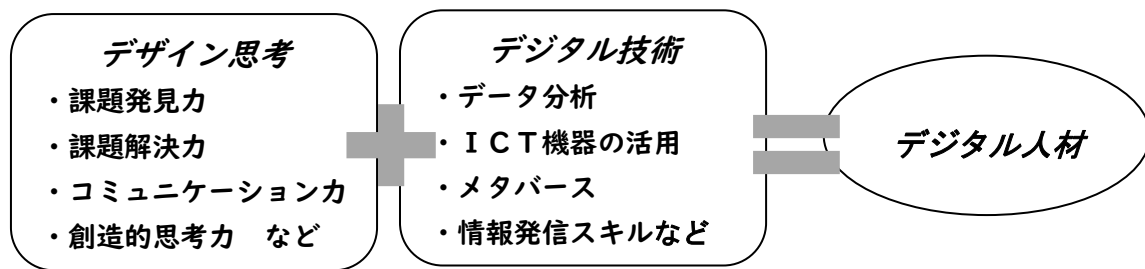 デザイン思考
・課題発見力
・課題解決力
・コミュニケーション力
・創造的思考力　など
デジタル技術
・データ分析
・ＩＣＴ機器の活用
・メタバース
・情報発信スキルなど
デジタル人材